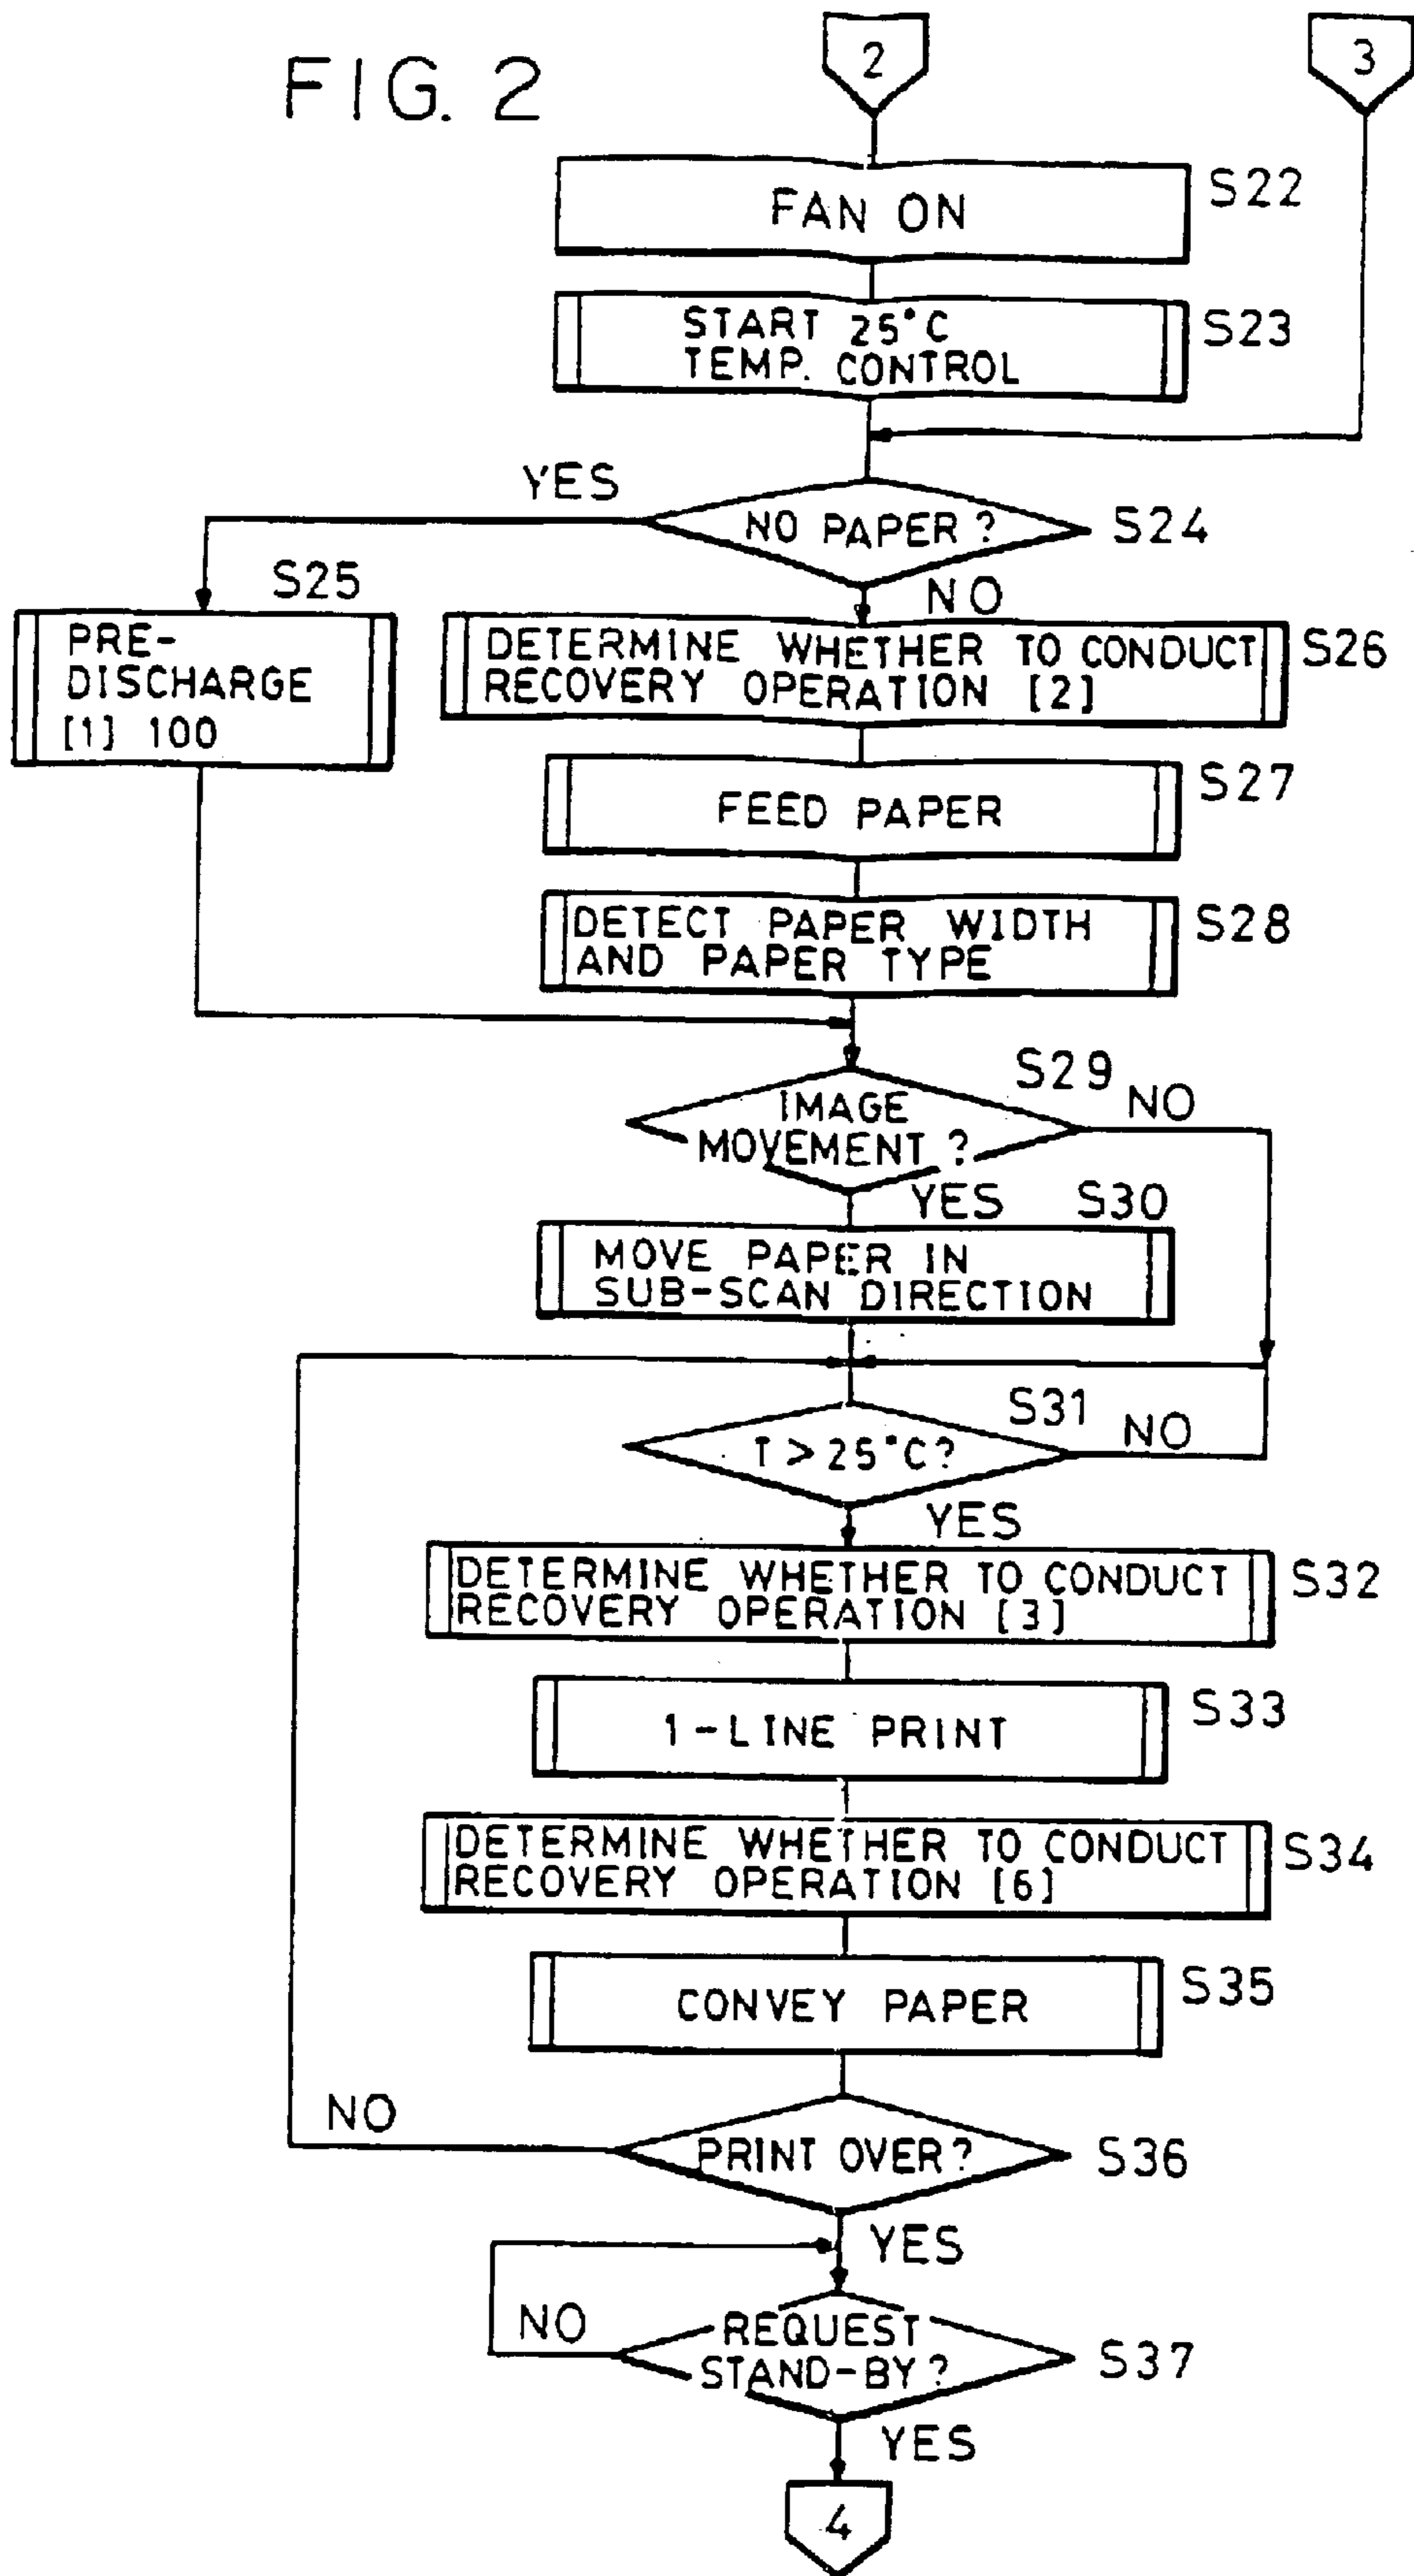 FIG. 2
2
3
FAN ON
S22
START 25°C
TEMP. CONTROL
S23
YES
NO PAPER?
S24
NO
S25
PRE-
DISCHARGE
[1] 100
DETERMINE WHETHER TO CONDUCT
RECOVERY OPERATION [2]
S26
FEED PAPER
S27
DETECT PAPER WIDTH
AND PAPER TYPE
S28
S29
IMAGE
MOVEMENT?
NO
YES
S30
MOVE PAPER IN
SUB-SCAN DIRECTION
S31
T > 25°C?
NO
YES
DETERMINE WHETHER TO CONDUCT
RECOVERY OPERATION [3]
S32
1-LINE PRINT
S33
DETERMINE WHETHER TO CONDUCT
RECOVERY OPERATION [6]
S34
CONVEY PAPER
S35
NO
PRINT OVER?
S36
YES
NO
REQUEST
STAND-BY?
S37
YES
4